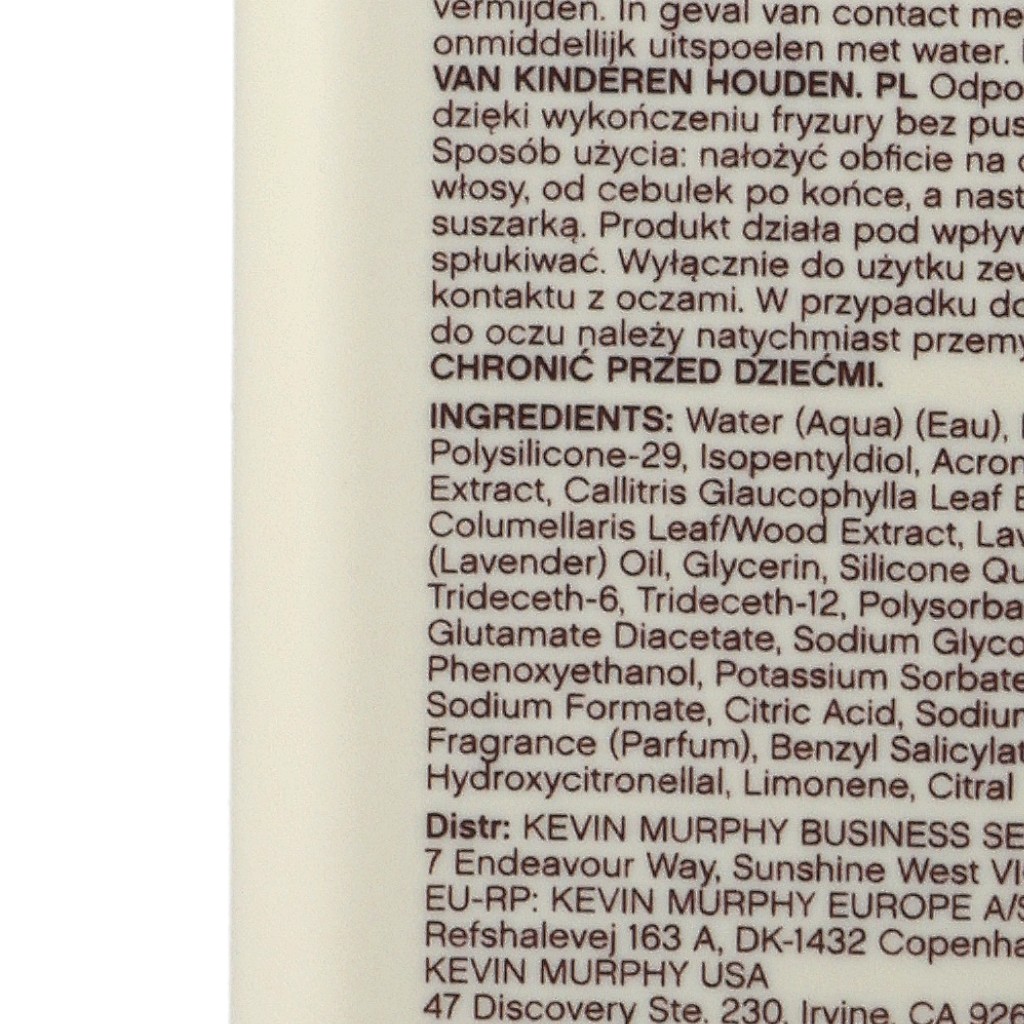 vermijden. In geval van contact me
onmiddellijk uitspoelen met water.
VAN KINDEREN HOUDEN. PL Odpo
dzięki wykończeniu fryzury bez pus
Sposób użycia: nałożyć obficie na
włosy, od cebulek po końce, a nast
suszarką. Produkt działa pod wpływ
spłukiwać. Wyłącznie do użytku zew
kontaktu z oczami. W przypadku do
do oczu należy natychmiast przemy
CHRONIĆ PRZED DZIEĆMI.
INGREDIENTS: Water (Aqua) (Eau),
Polysilicone-29, Isopentyldiol, Acron
Extract, Callitris Glaucophylla Leaf E
Columellaris Leaf/Wood Extract, Lav
(Lavender) Oil, Glycerin, Silicone Qu
Trideceth-6, Trideceth-12, Polysorba
Glutamate Diacetate, Sodium Glyco
Phenoxyethanol, Potassium Sorbate
Sodium Formate, Citric Acid, Sodium
Fragrance (Parfum), Benzyl Salicylat
Hydroxycitronellal, Limonene, Citral
Distr: KEVIN MURPHY BUSINESS SE
7 Endeavour Way, Sunshine West VI
EU-RP: KEVIN MURPHY EUROPE A/S
Refshalevej 163 A, DK-1432 Copenha
KEVIN MURPHY USA
47 Discovery Ste. 230, Irvine, CA 926